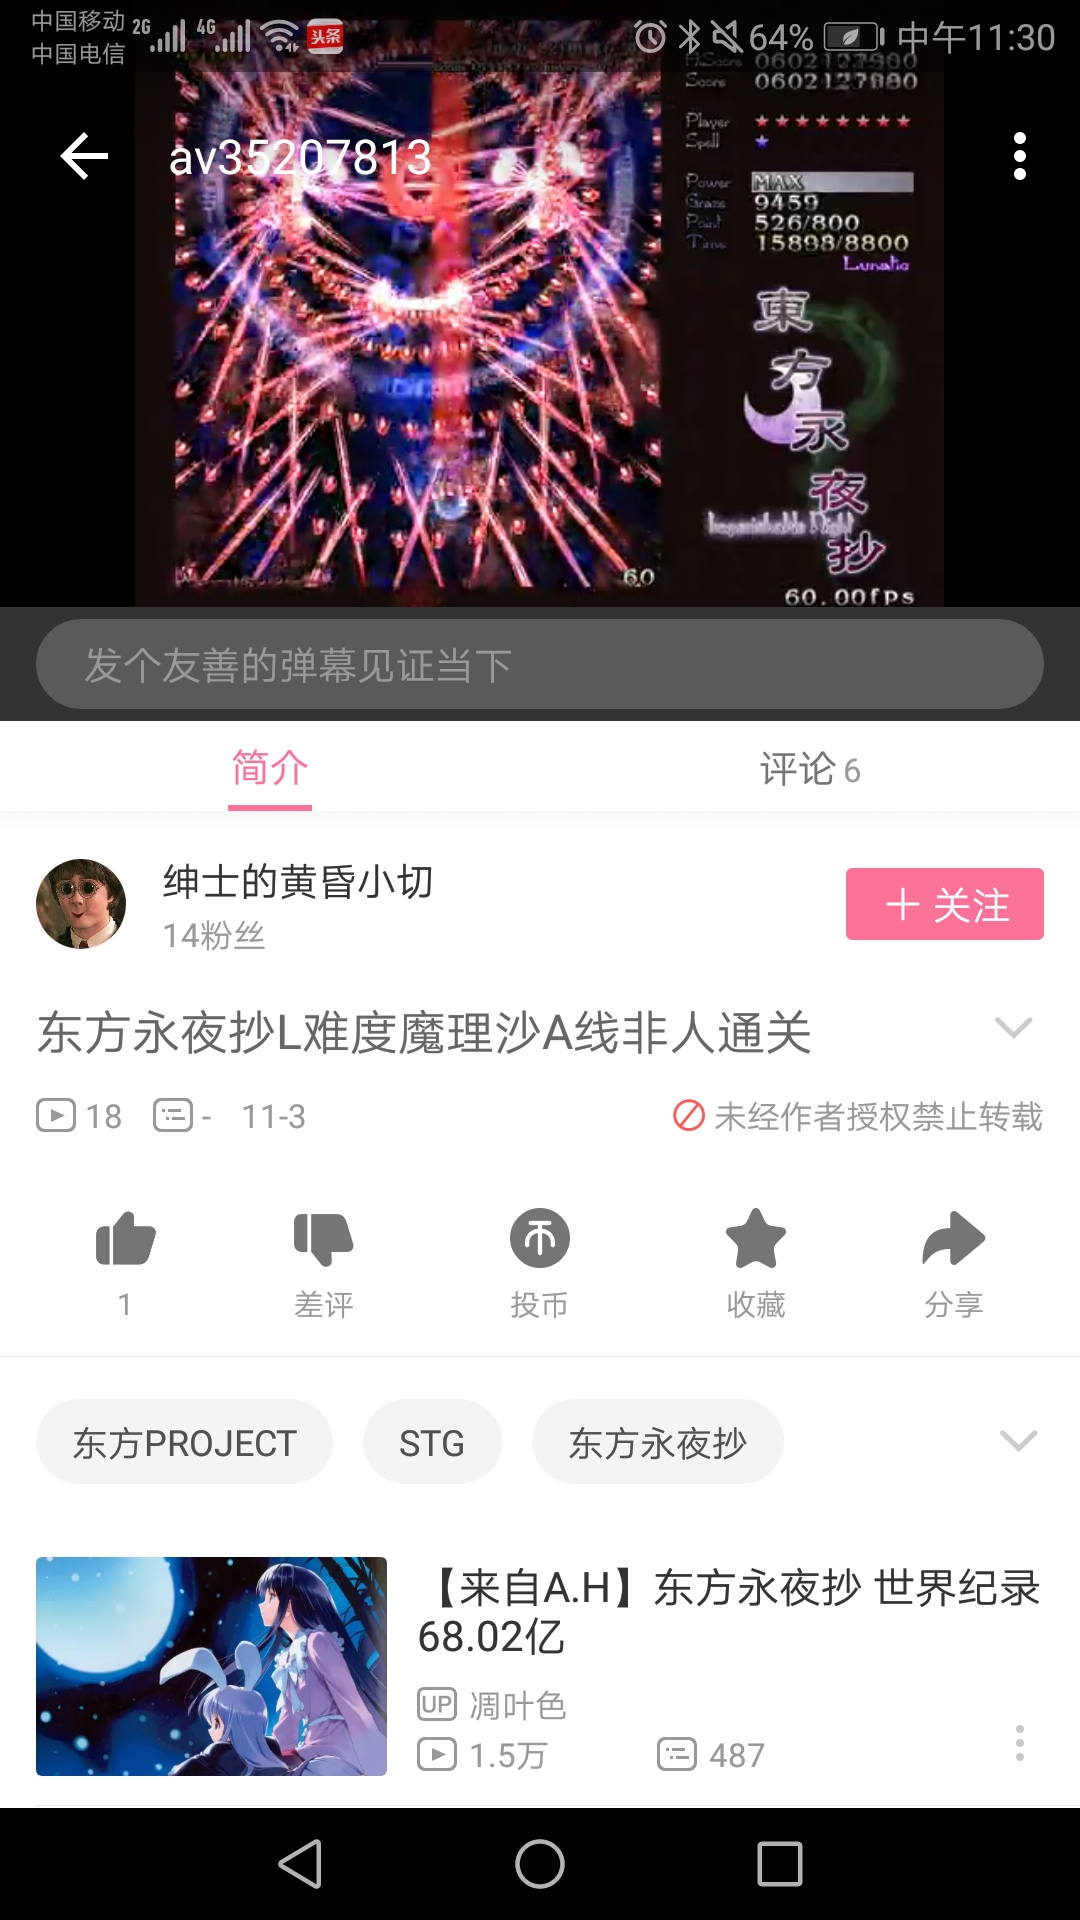 中国移动 2G 4G 头条 64% 中午11:30
中国电信
av35207813
HiScore 0602127980
Score 0602127980
Player ★★★★★★★★
Spell ★
Power MAX
Graze 9459
Point 526/800
Time 15898/8800
Lunatic
東方永夜抄
Imperishable Night
60
60.00fps
发个友善的弹幕见证当下
简介 评论 6
绅士的黄昏小切
14粉丝
+ 关注
东方永夜抄L难度魔理沙A线非人通关
18 - 11-3 未经作者授权禁止转载
1 差评 投币 收藏 分享
东方PROJECT STG 东方永夜抄
【来自A.H】东方永夜抄 世界纪录
68.02亿
UP 凋叶色
1.5万 487